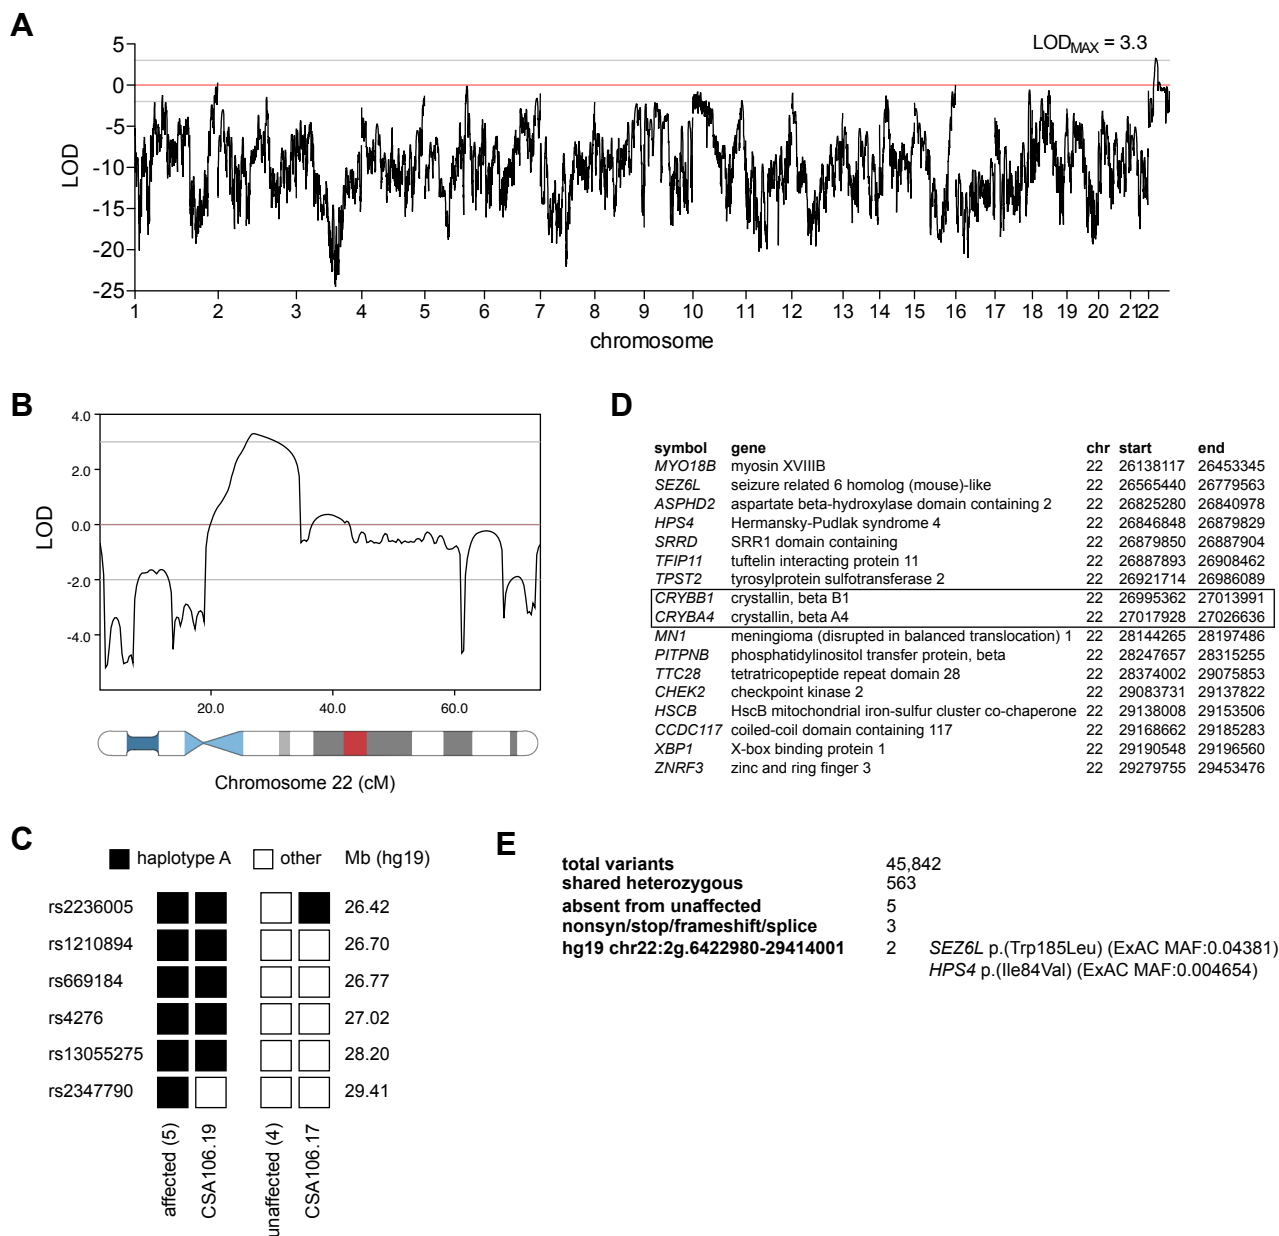 A
LOD_MAX = 3.3
5
0
-5
-10
-15
-20
-25
LOD
1 2 3 4 5 6 7 8 9 10 11 12 13 14 15 16 17 18 19 20 2122
chromosome
B
4.0
2.0
0.0
-2.0
-4.0
LOD
20.0 40.0 60.0
Chromosome 22 (cM)
C
haplotype A other Mb (hg19)
rs2236005 26.42
rs1210894 26.70
rs669184 26.77
rs4276 27.02
rs13055275 28.20
rs2347790 29.41
affected (5)
CSA106.19
unaffected (4)
CSA106.17
D
symbol gene chr start end
MYO18B myosin XVIIIB 22 26138117 26453345
SEZ6L seizure related 6 homolog (mouse)-like 22 26565440 26779563
ASPHD2 aspartate beta-hydroxylase domain containing 2 22 26825280 26840978
HPS4 Hermansky-Pudlak syndrome 4 22 26846848 26879829
SRRD SRR1 domain containing 22 26879850 26887904
TFIP11 tuftelin interacting protein 11 22 26887893 26908462
TPST2 tyrosylprotein sulfotransferase 2 22 26921714 26986089
CRYBB1 crystallin, beta B1 22 26995362 27013991
CRYBA4 crystallin, beta A4 22 27017928 27026636
MN1 meningioma (disrupted in balanced translocation) 1 22 28144265 28197486
PITPNB phosphatidylinositol transfer protein, beta 22 28247657 28315255
TTC28 tetratricopeptide repeat domain 28 22 28374002 29075853
CHEK2 checkpoint kinase 2 22 29083731 29137822
HSCB HscB mitochondrial iron-sulfur cluster co-chaperone 22 29138008 29153506
CCDC117 coiled-coil domain containing 117 22 29168662 29185283
XBP1 X-box binding protein 1 22 29190548 29196560
ZNRF3 zinc and ring finger 3 22 29279755 29453476
E
total variants 45,842
shared heterozygous 563
absent from unaffected 5
nonsyn/stop/frameshift/splice 3
hg19 chr22:2g.6422980-29414001 2 SEZ6L p.(Trp185Leu) (ExAC MAF:0.04381)
HPS4 p.(Ile84Val) (ExAC MAF:0.004654)